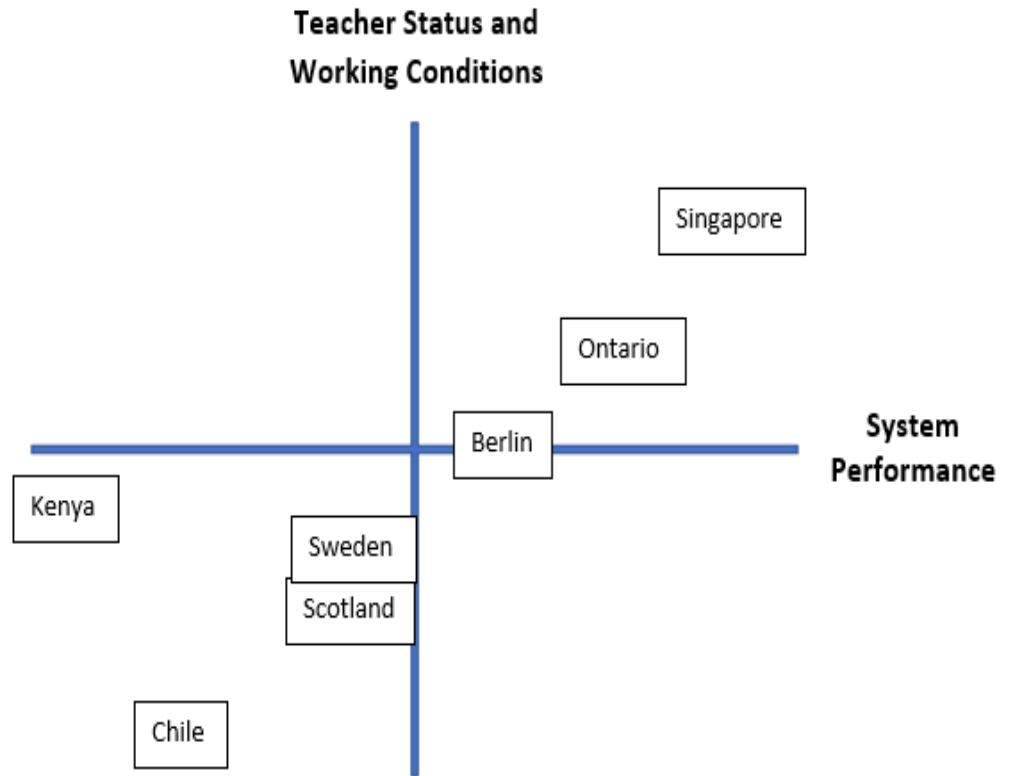 Teacher Status and
Working Conditions
Singapore
Ontario
System
Performance
Berlin
Kenya
Sweden
Scotland
Chile